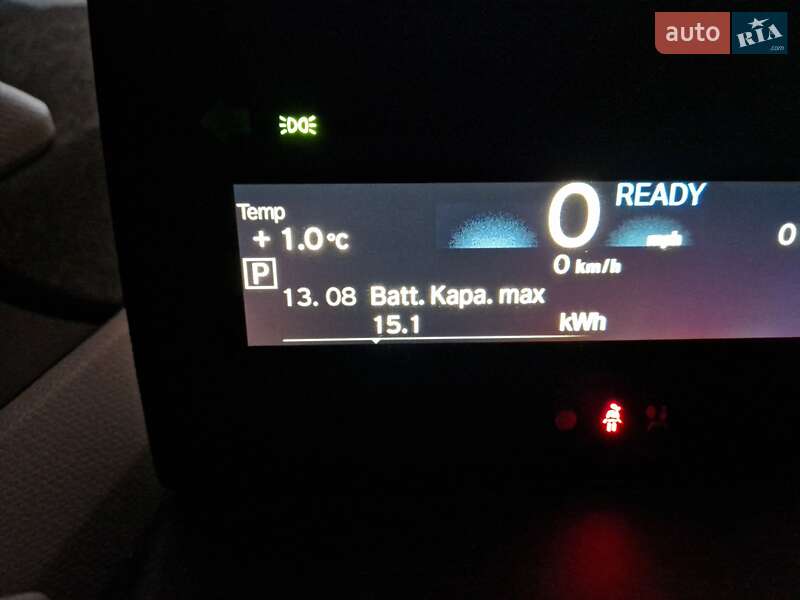 auto RIA
.com
Temp
+ 1.0 °C
0 READY
mph
0
0 km/h
P
13. 08 Batt. Kapa. max
15.1 kWh